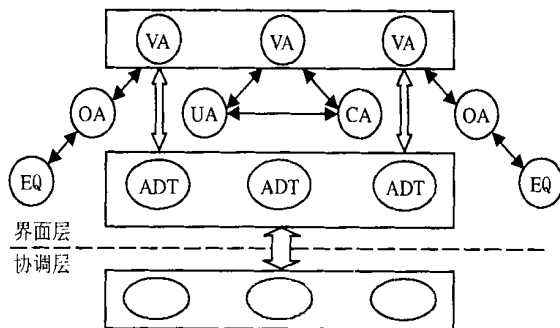 VA VA VA
OA UA CA OA
EQ ADT ADT ADT EQ
界面层
协调层